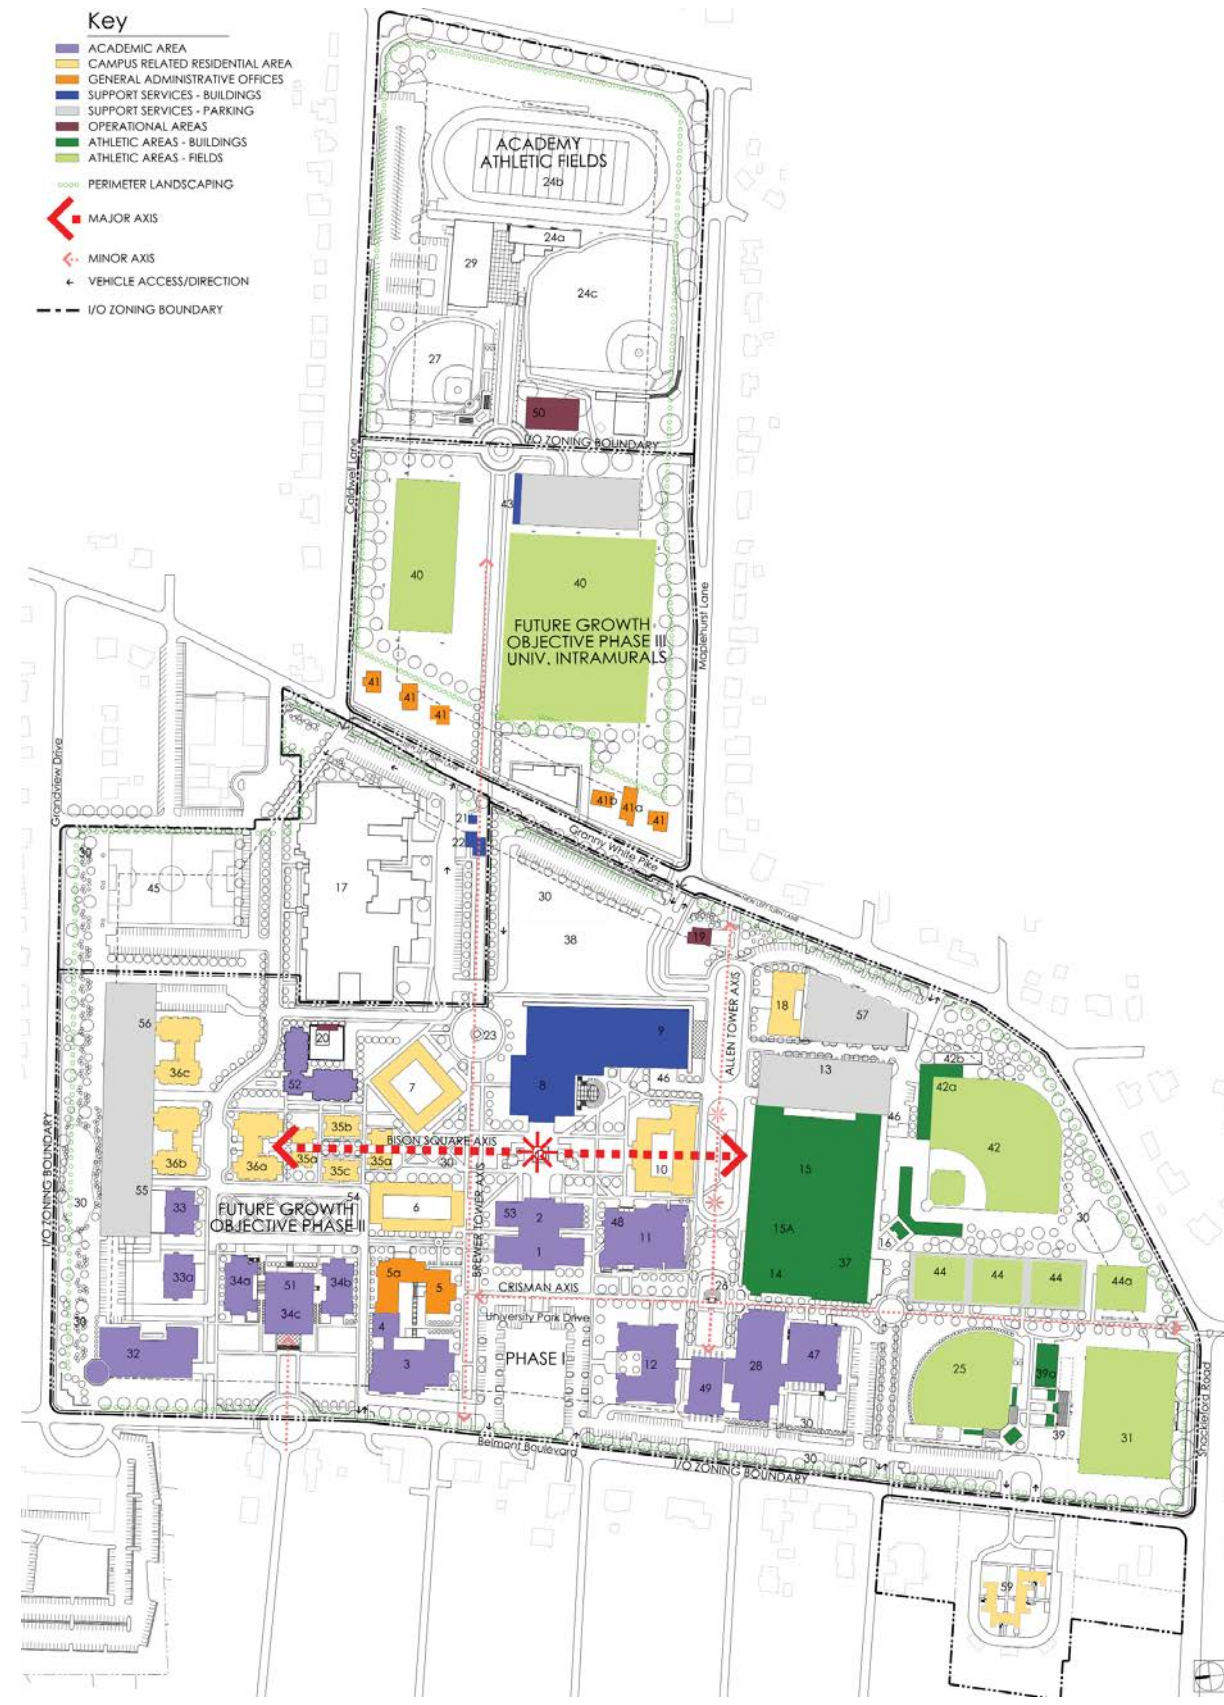 Key
ACADEMIC AREA
CAMPUS RELATED RESIDENTIAL AREA
GENERAL ADMINISTRATIVE OFFICES
SUPPORT SERVICES - BUILDINGS
SUPPORT SERVICES - PARKING
OPERATIONAL AREAS
ATHLETIC AREAS - BUILDINGS
ATHLETIC AREAS - FIELDS
PERIMETER LANDSCAPING
MAJOR AXIS
MINOR AXIS
VEHICLE ACCESS/DIRECTION
I/O ZONING BOUNDARY
ACADEMY
ATHLETIC FIELDS
24b
24a
29
24c
27
50
I/O ZONING BOUNDARY
Caldwell Lane
43
40
40
FUTURE GROWTH
OBJECTIVE PHASE III
UNIV. INTRAMURALS
Maplehurst Lane
41
41
41
41b
41a
41
Granny White Pike
NEW LEFT TURN LANE
Grandview Drive
21
22
17
45
30
38
19
ALLEN TOWER AXIS
18
57
56
20
23
9
8
46
13
42b
42a
46
42
36c
52
7
35b
BISON SQUARE AXIS
36b
36a
35a
35c
35a
30
10
15
55
30
33
54
FUTURE GROWTH
OBJECTIVE PHASE II
6
BREWER TOWER AXIS
53
2
48
11
15A
16
30
I/O ZONING BOUNDARY
33a
34a
51
34b
34c
5a
5
1
CRISMAN AXIS
26
14
37
44
44
44
44a
30
32
4
3
University Park Drive
PHASE I
12
49
28
47
25
39a
39
31
30
30
Belmont Boulevard
I/O ZONING BOUNDARY
Shackleford Road
59